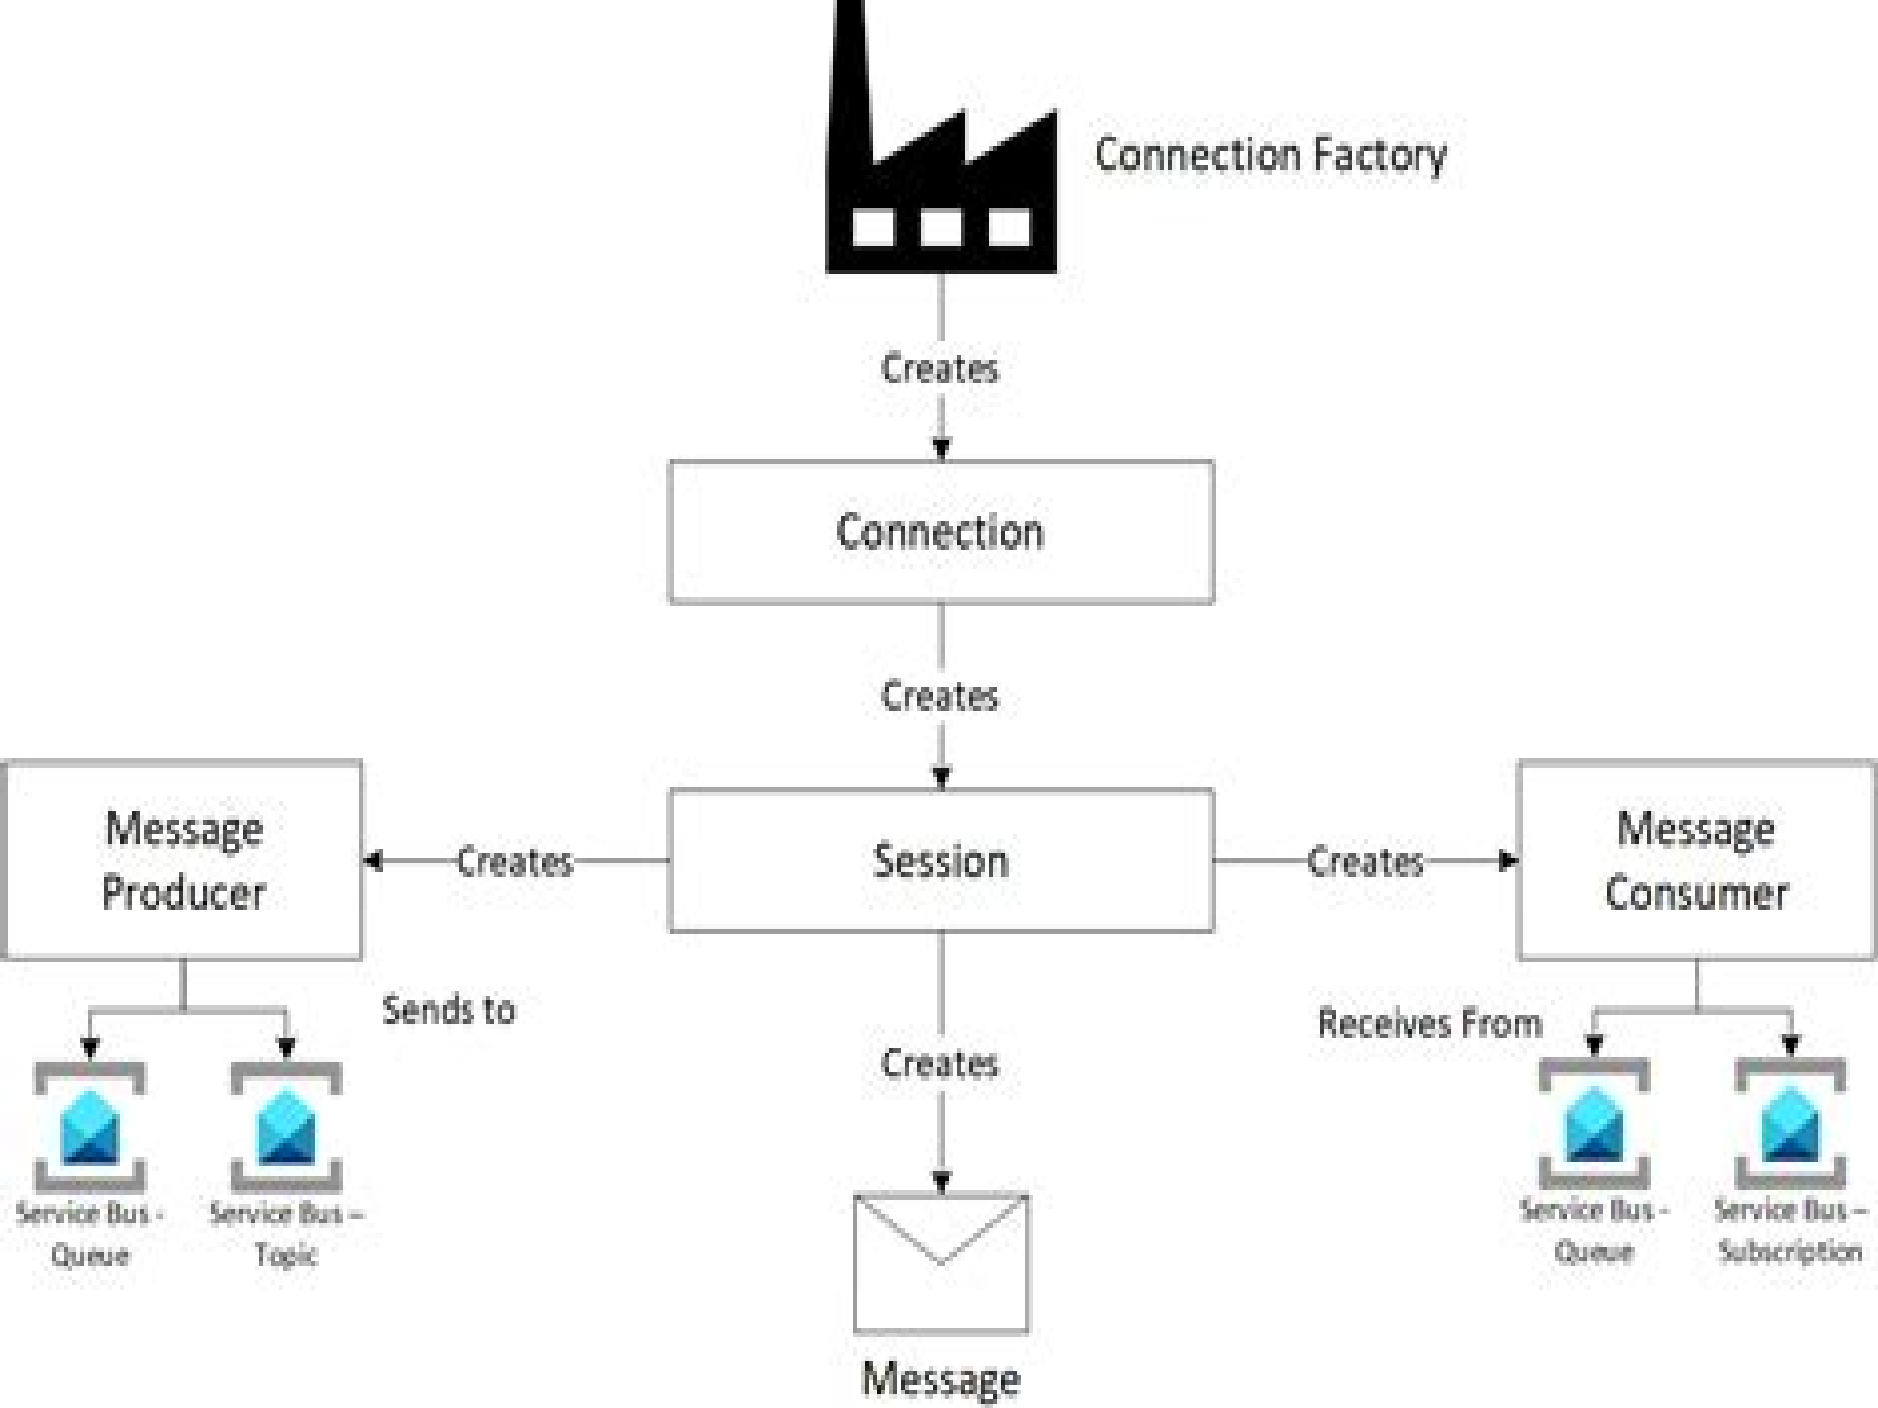 Connection Factory
Creates
Connection
Creates
Message
Producer
Creates
Session
Creates
Message
Consumer
Sends to
Receives From
Creates
Service Bus -
Queue
Service Bus –
Topic
Service Bus -
Queue
Service Bus –
Subscription
Message